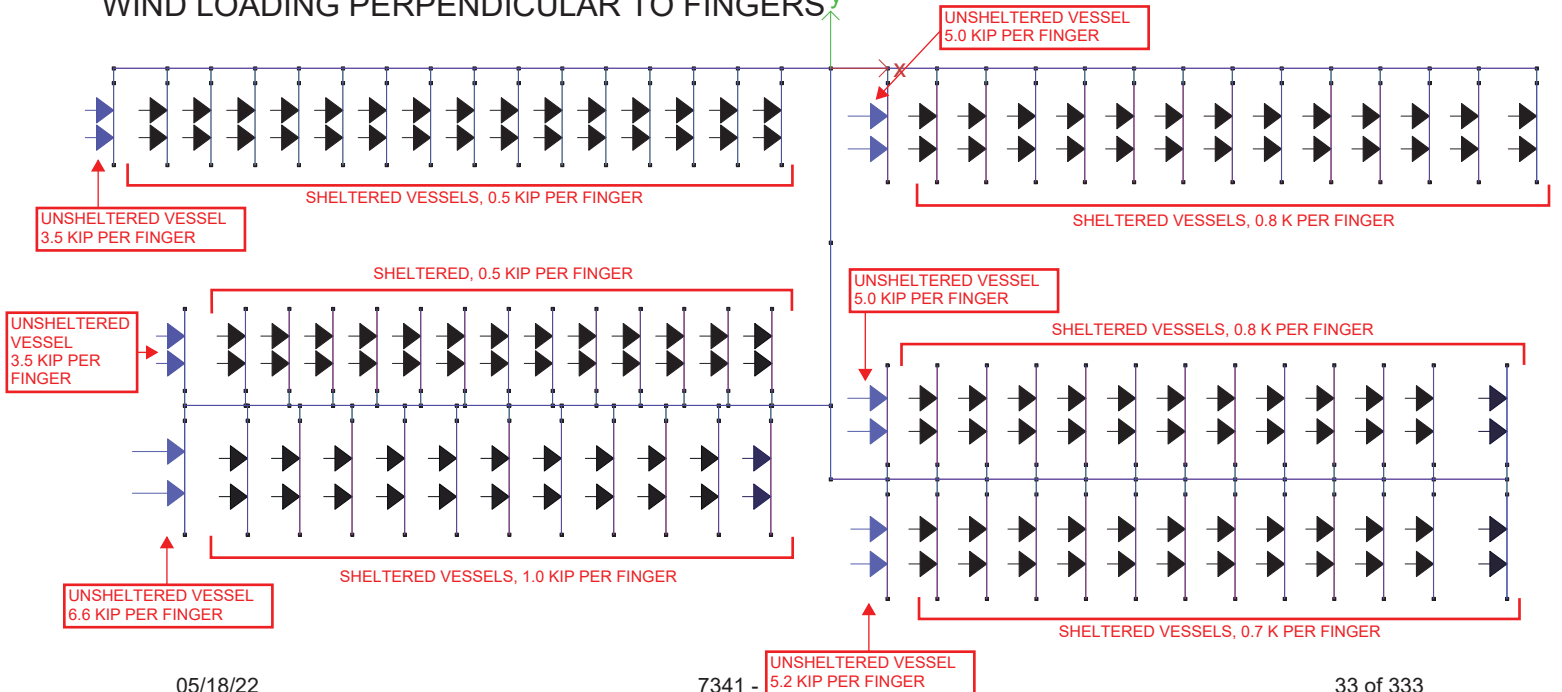 WIND LOADING PERPENDICULAR TO FINGERS
y
UNSHELTERED VESSEL
5.0 KIP PER FINGER
X
SHELTERED VESSELS, 0.5 KIP PER FINGER
UNSHELTERED VESSEL
3.5 KIP PER FINGER
SHELTERED VESSELS, 0.8 K PER FINGER
SHELTERED, 0.5 KIP PER FINGER
UNSHELTERED VESSEL
5.0 KIP PER FINGER
UNSHELTERED
VESSEL
3.5 KIP PER
FINGER
SHELTERED VESSELS, 0.8 K PER FINGER
SHELTERED VESSELS, 1.0 KIP PER FINGER
UNSHELTERED VESSEL
6.6 KIP PER FINGER
SHELTERED VESSELS, 0.7 K PER FINGER
UNSHELTERED VESSEL
5.2 KIP PER FINGER
05/18/22
7341 -
33 of 333